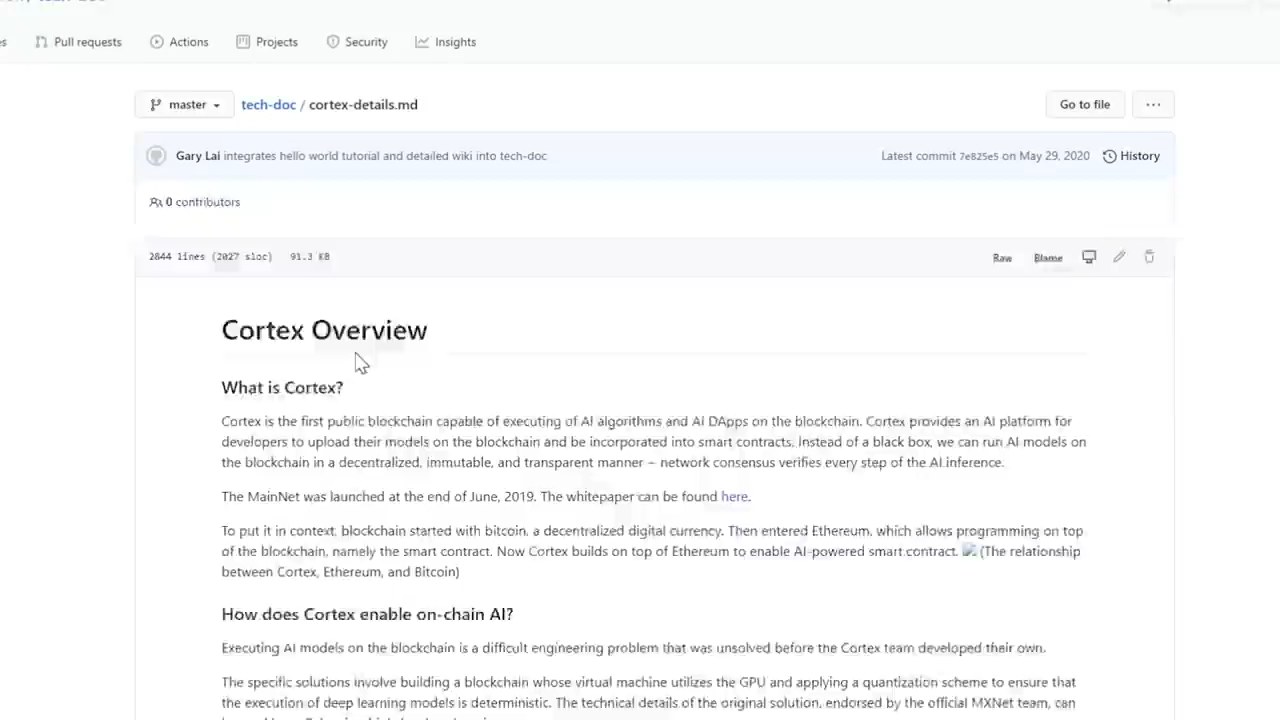 Pull requests Actions Projects Security Insights
master tech-doc / cortex-details.md Go to file ...
Gary Lai integrates hello world tutorial and detailed wiki into tech-doc Latest commit 7e825e5 on May 29, 2020 History
0 contributors
2844 lines (2027 sloc) 91.3 KB Raw Blame
Cortex Overview
What is Cortex?
Cortex is the first public blockchain capable of executing of AI algorithms and AI DApps on the blockchain. Cortex provides an AI platform for
developers to upload their models on the blockchain and be incorporated into smart contracts. Instead of a black box, we can run AI models on
the blockchain in a decentralized, immutable, and transparent manner – network consensus verifies every step of the AI inference.
The MainNet was launched at the end of June, 2019. The whitepaper can be found here.
To put it in context, blockchain started with bitcoin, a decentralized digital currency. Then entered Ethereum, which allows programming on top
of the blockchain, namely the smart contract. Now Cortex builds on top of Ethereum to enable AI-powered smart contract. (The relationship
between Cortex, Ethereum, and Bitcoin)
How does Cortex enable on-chain AI?
Executing AI models on the blockchain is a difficult engineering problem that was unsolved before the Cortex team developed their own.
The specific solutions involve building a blockchain whose virtual machine utilizes the GPU and applying a quantization scheme to ensure that
the execution of deep learning models is deterministic. The technical details of the original solution, endorsed by the official MXNet team, can